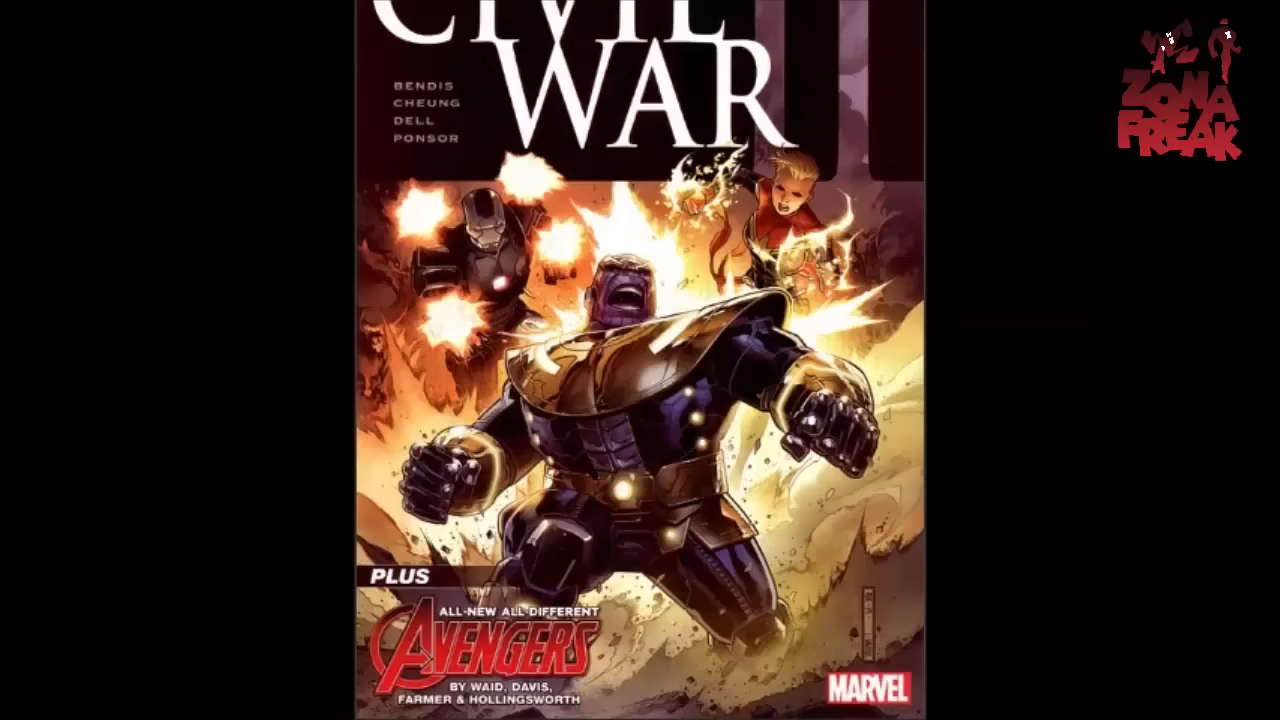 CIVIL
WAR
II
BENDIS
CHEUNG
DELL
PONSOR
ZONA
FREAK
PLUS
ALL-NEW ALL-DIFFERENT
AVENGERS
BY WAID, DAVIS,
FARMER & HOLLINGSWORTH
MARVEL